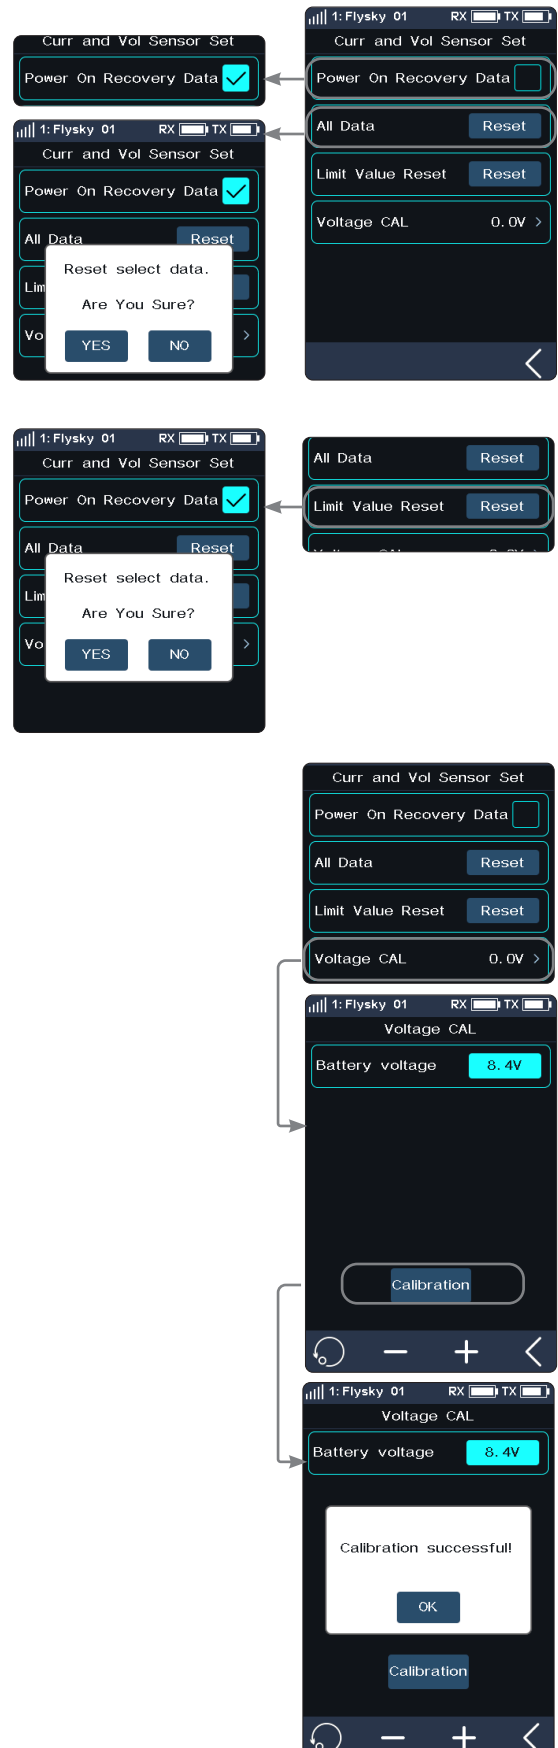 Curr and Vol Sensor Set
Power On Recovery Data
1: Flysky 01 RX TX
Curr and Vol Sensor Set
Power On Recovery Data
All Data Reset
Limit Value Reset Reset
Voltage CAL 0.0V >
1: Flysky 01 RX TX
Curr and Vol Sensor Set
Power On Recovery Data
All Data Reset
Lim
Vo >
Reset select data.
Are You Sure?
YES NO
1: Flysky 01 RX TX
Curr and Vol Sensor Set
Power On Recovery Data
All Data Reset
Lim
Vo >
Reset select data.
Are You Sure?
YES NO
All Data Reset
Limit Value Reset Reset
Curr and Vol Sensor Set
Power On Recovery Data
All Data Reset
Limit Value Reset Reset
Voltage CAL 0.0V >
1: Flysky 01 RX TX
Voltage CAL
Battery voltage 8.4V
Calibration
1: Flysky 01 RX TX
Voltage CAL
Battery voltage 8.4V
Calibration successful!
OK
Calibration